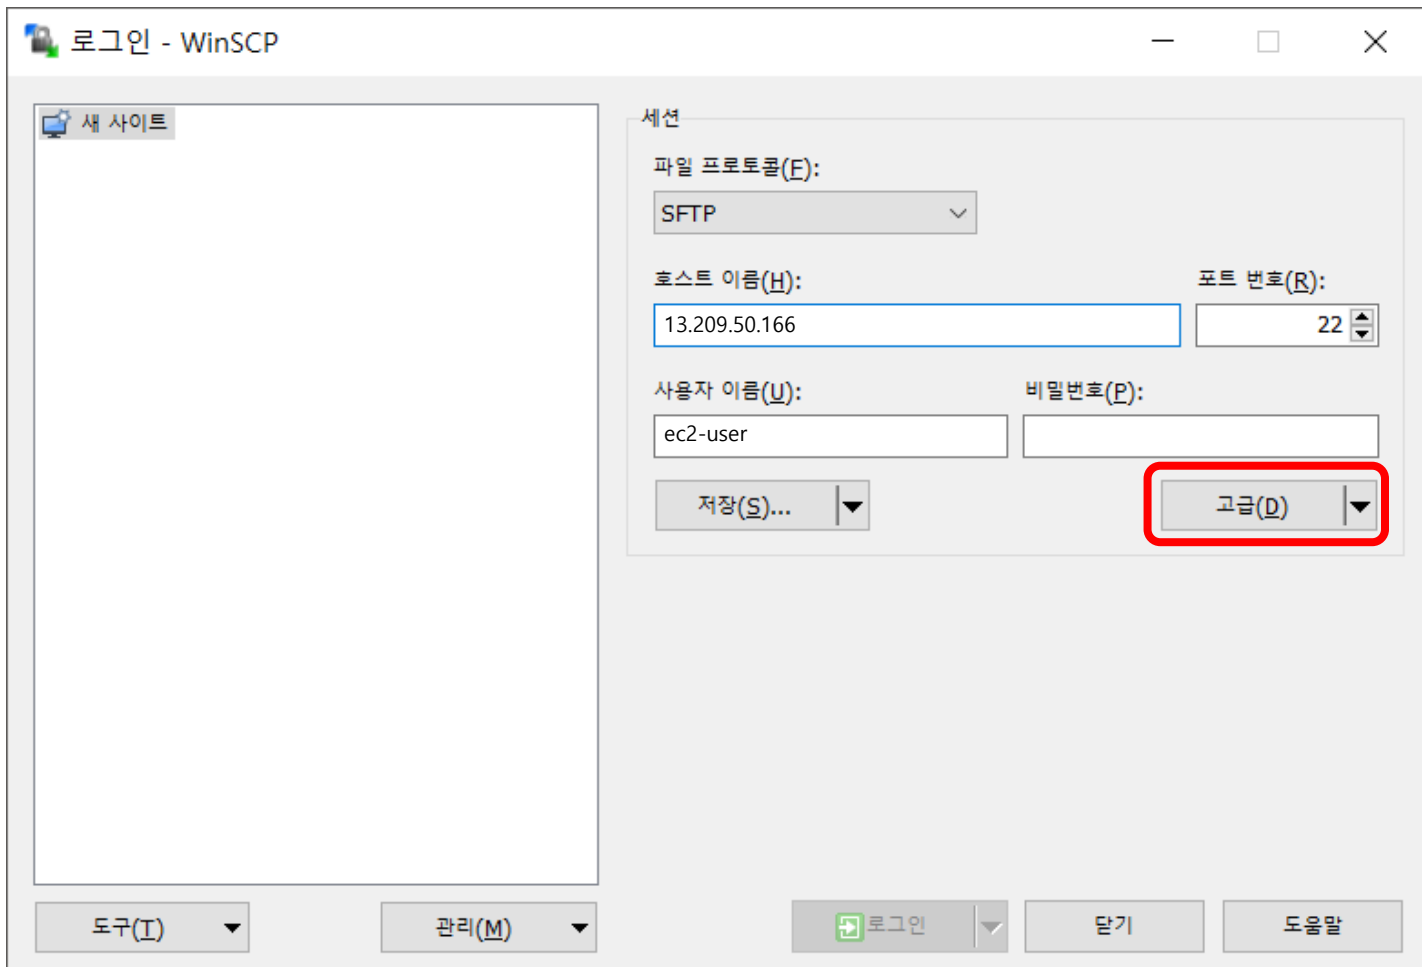 로그인 - WinSCP
새 사이트
세션
파일 프로토콜(F):
SFTP
호스트 이름(H): 포트 번호(R):
13.209.50.166 22
사용자 이름(U): 비밀번호(P):
ec2-user
저장(S)... 고급(D)
도구(T) 관리(M) 로그인 닫기 도움말